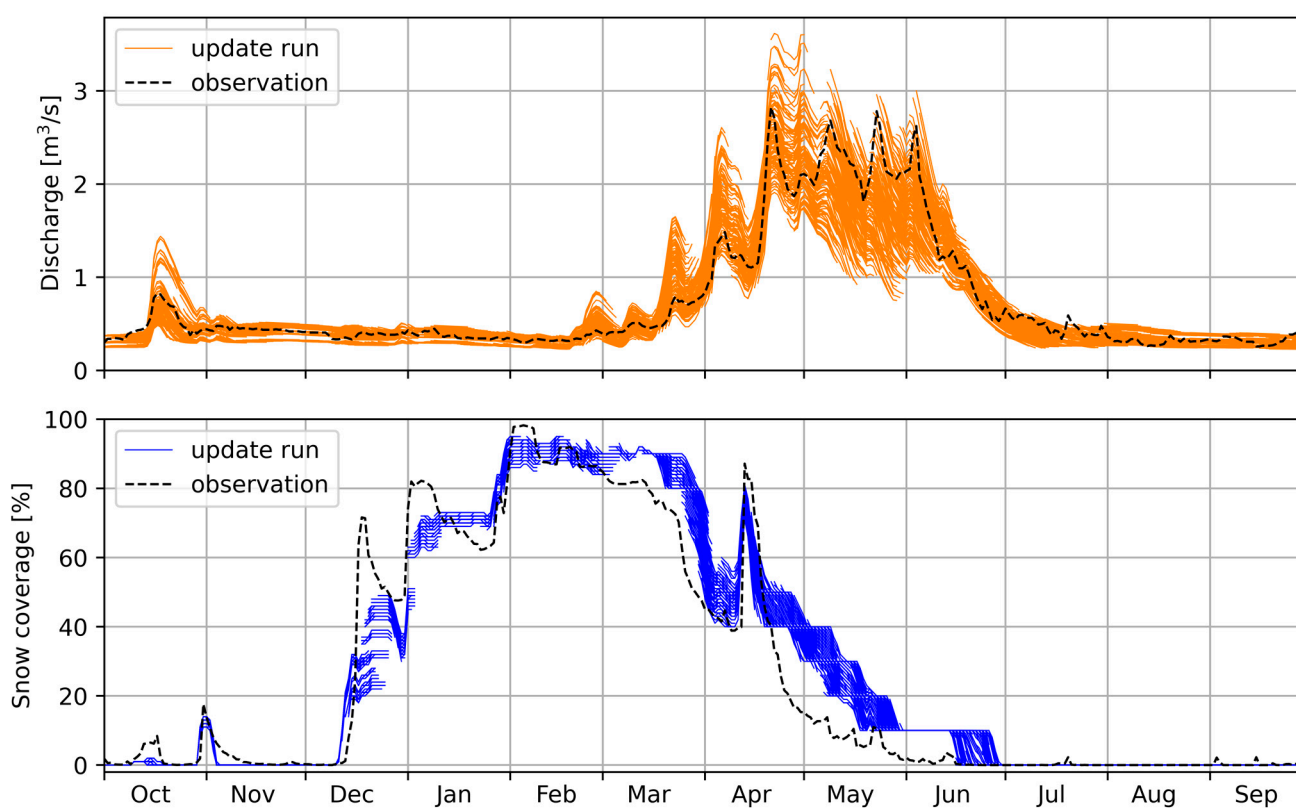 update run
observation
Discharge [m³/s]
3
2
1
0
update run
observation
Snow coverage [%]
100
80
60
40
20
0
Oct Nov Dec Jan Feb Mar Apr May Jun Jul Aug Sep